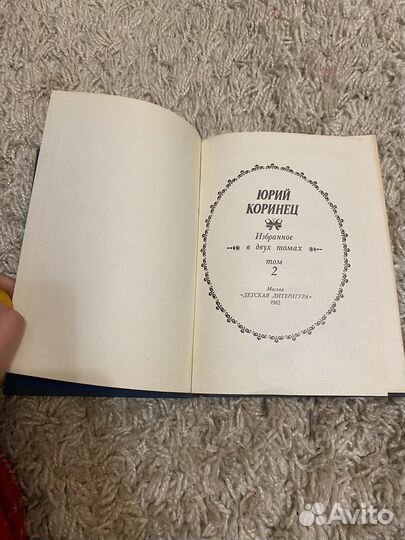 ЮРИЙ
КОРИНЕЦ
Избранное
в двух томах
том
2
Москва
«ДЕТСКАЯ ЛИТЕРАТУРА»
1982
Avito